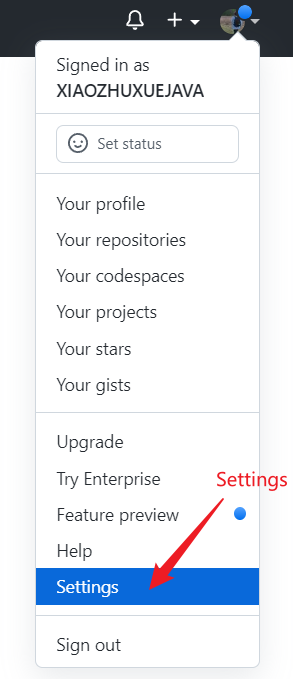 Signed in as
XIAOZHUXUEJAVA
Set status
Your profile
Your repositories
Your codespaces
Your projects
Your stars
Your gists
Upgrade
Try Enterprise
Settings
Feature preview
Help
Settings
Sign out